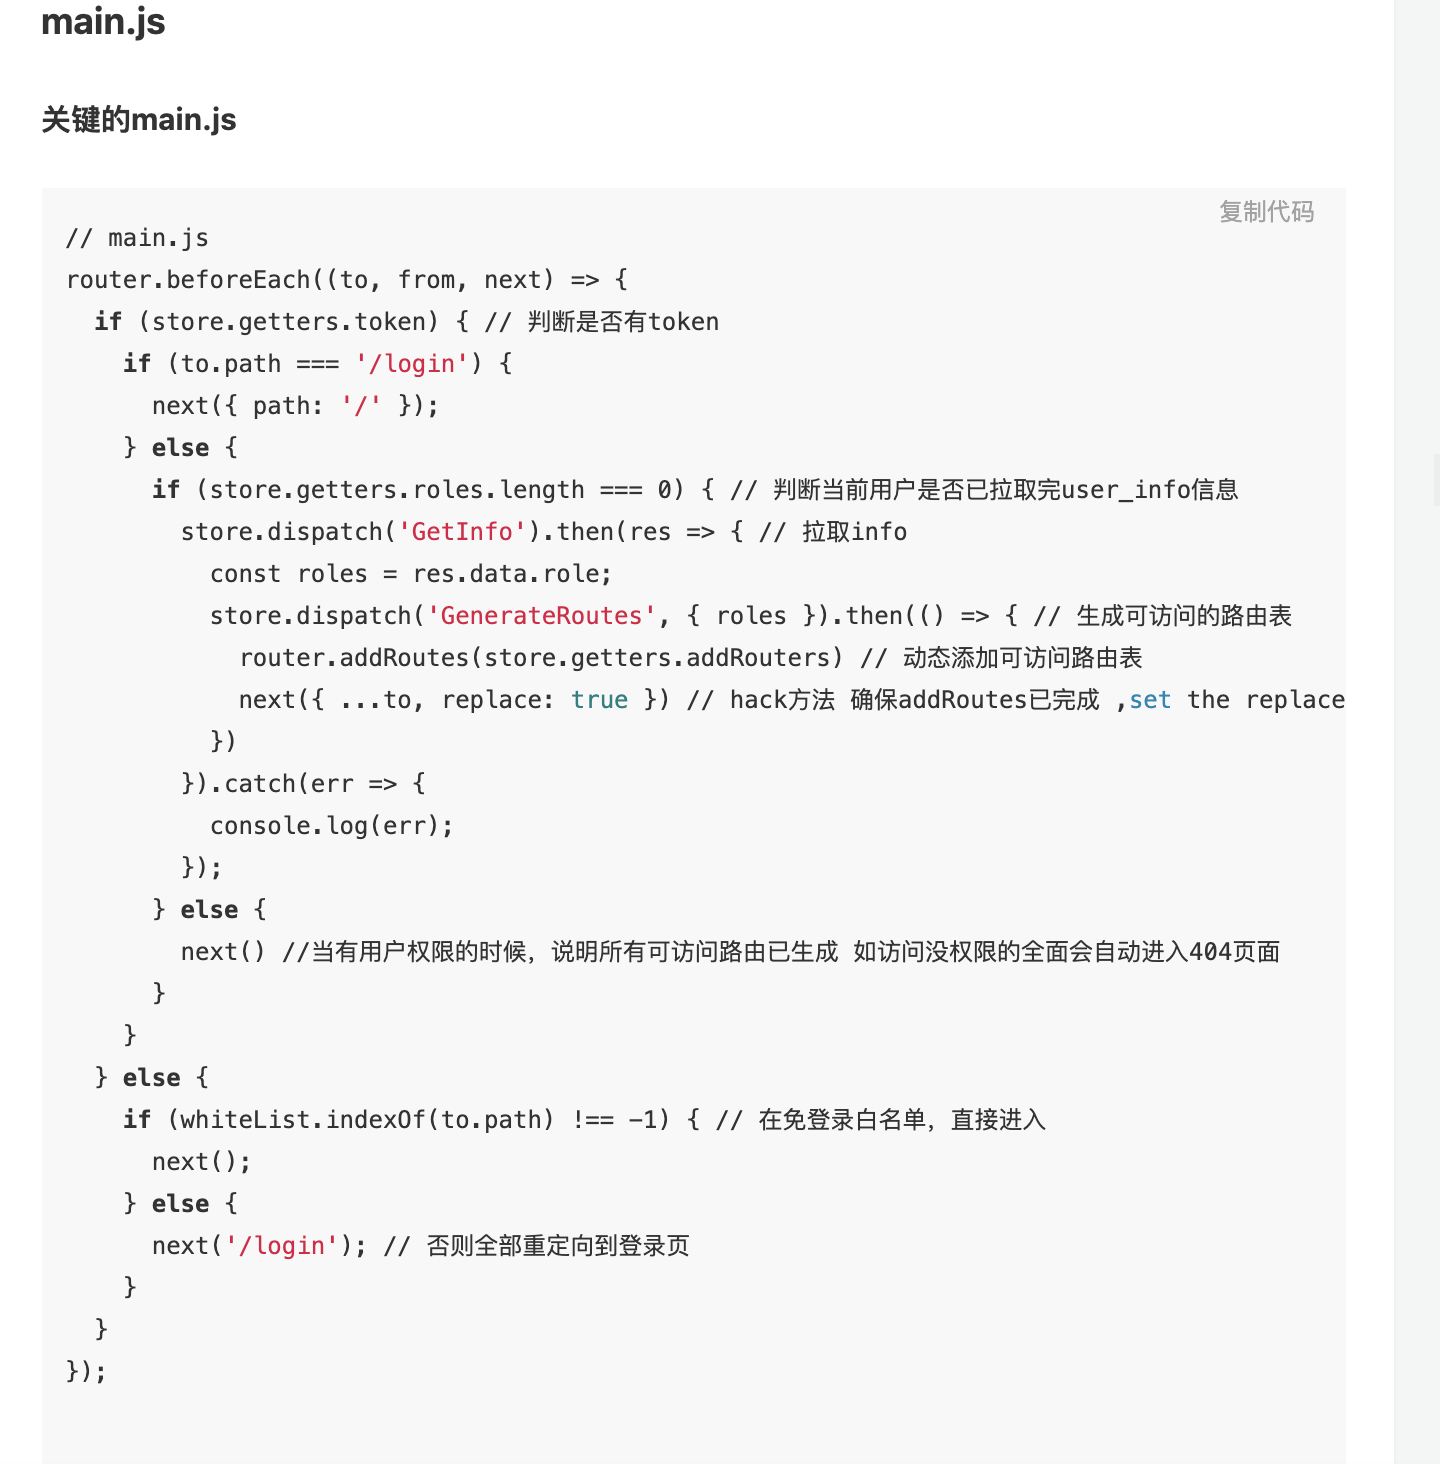 main.js
关键的main.js
复制代码
// main.js
router.beforeEach((to, from, next) => {
  if (store.getters.token) { // 判断是否有token
    if (to.path === '/login') {
      next({ path: '/' });
    } else {
      if (store.getters.roles.length === 0) { // 判断当前用户是否已拉取完user_info信息
        store.dispatch('GetInfo').then(res => { // 拉取info
          const roles = res.data.role;
          store.dispatch('GenerateRoutes', { roles }).then(() => { // 生成可访问的路由表
            router.addRoutes(store.getters.addRouters) // 动态添加可访问路由表
            next({ ...to, replace: true }) // hack方法 确保addRoutes已完成 ,set the replace
          })
        }).catch(err => {
          console.log(err);
        });
      } else {
        next() //当有用户权限的时候，说明所有可访问路由已生成 如访问没权限的全面会自动进入404页面
      }
    }
  } else {
    if (whiteList.indexOf(to.path) !== -1) { // 在免登录白名单，直接进入
      next();
    } else {
      next('/login'); // 否则全部重定向到登录页
    }
  }
});